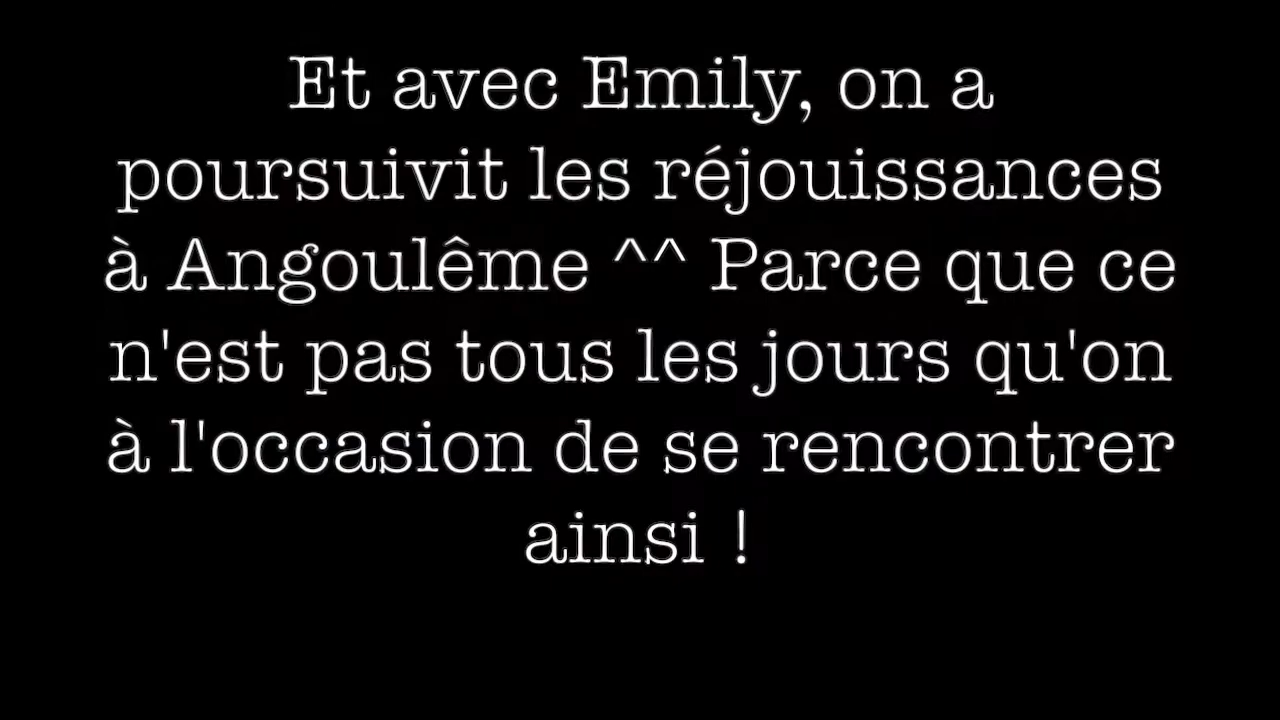 Et avec Emily, on a
poursuivit les réjouissances
à Angoulême ^^ Parce que ce
n'est pas tous les jours qu'on
à l'occasion de se rencontrer
ainsi !